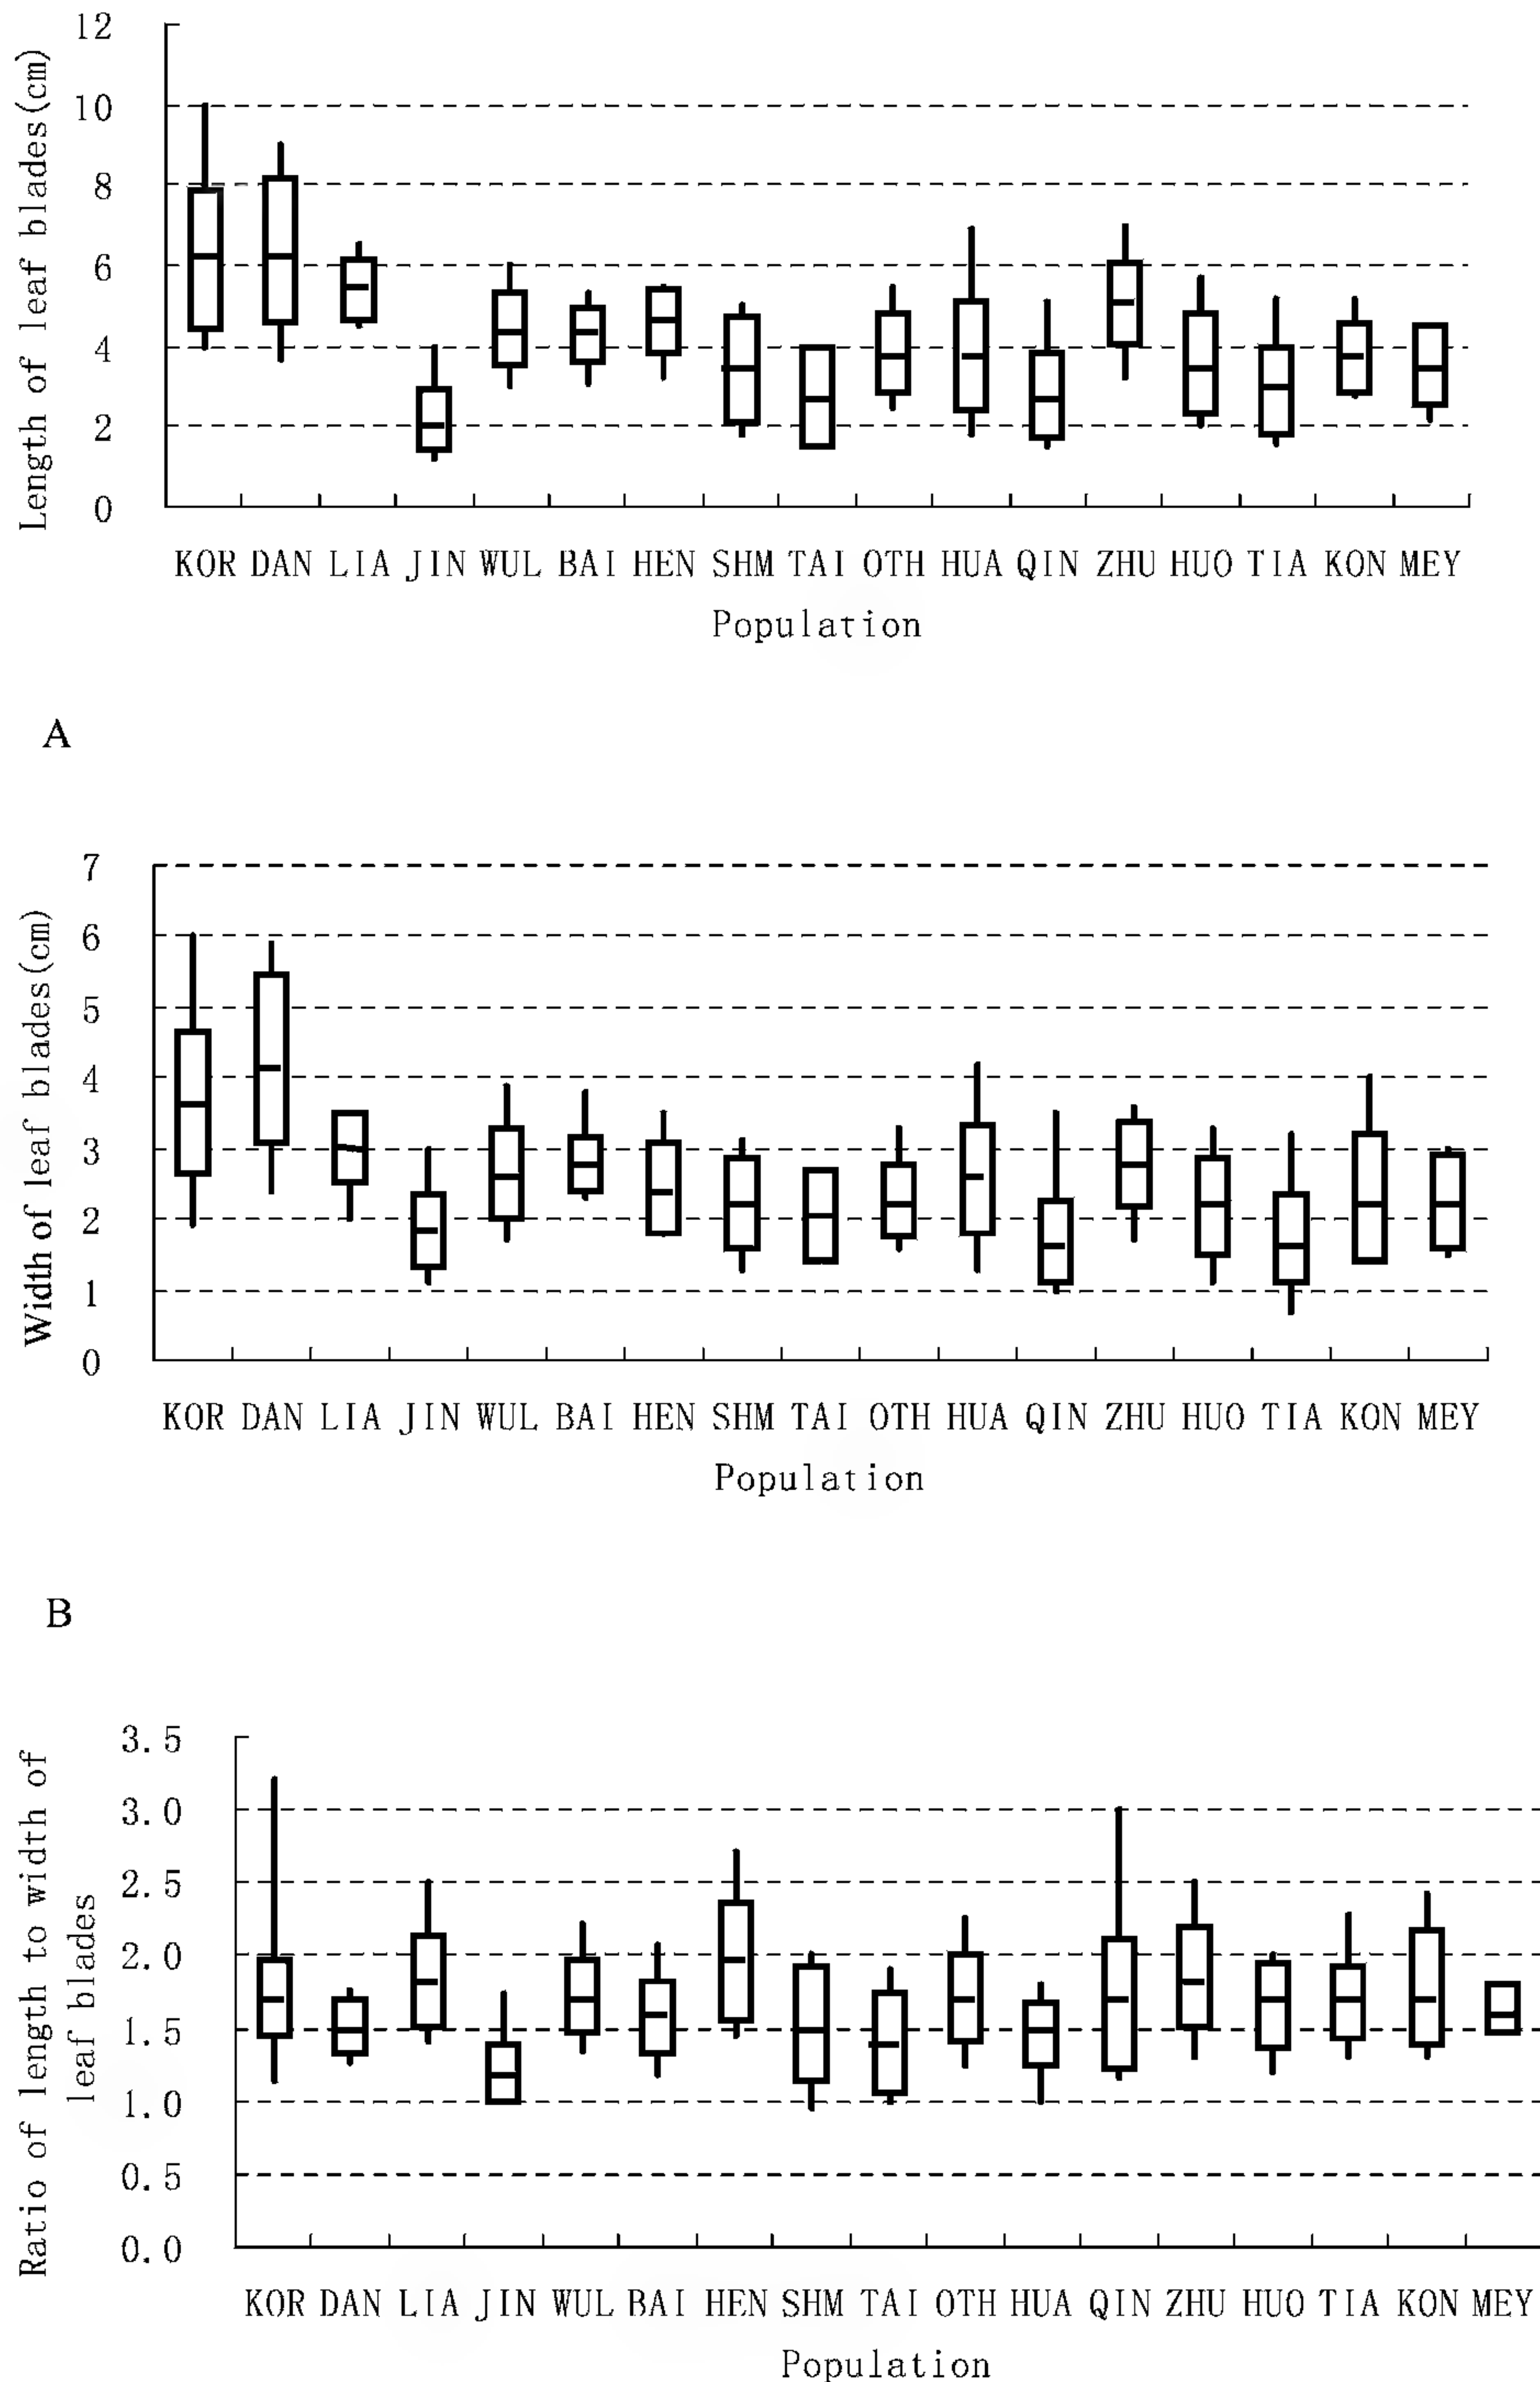 Length of leaf blades(cm)
12
10
8
6
4
2
0
KOR DAN LIA JIN WUL BAI HEN SHM TAI OTH HUA QIN ZHU HUO TIA KON MEY
Population
A
Width of leaf blades(cm)
7
6
5
4
3
2
1
0
KOR DAN LIA JIN WUL BAI HEN SHM TAI OTH HUA QIN ZHU HUO TIA KON MEY
Population
B
Ratio of length to width of
leaf blades
3.5
3.0
2.5
2.0
1.5
1.0
0.5
0.0
KOR DAN LIA JIN WUL BAI HEN SHM TAI OTH HUA QIN ZHU HUO TIA KON MEY
Population